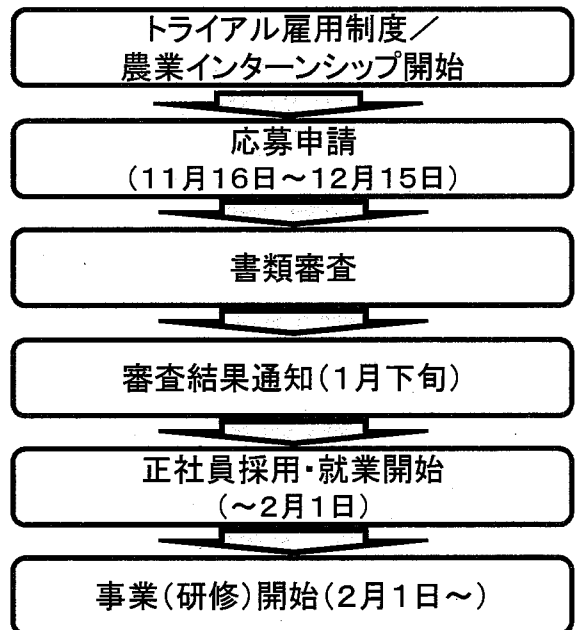 トライアル雇用制度／
農業インターンシップ開始
応募申請
（11月16日～12月15日）
書類審査
審査結果通知（1月下旬）
正社員採用・就業開始
（～2月1日）
事業（研修）開始（2月1日～）